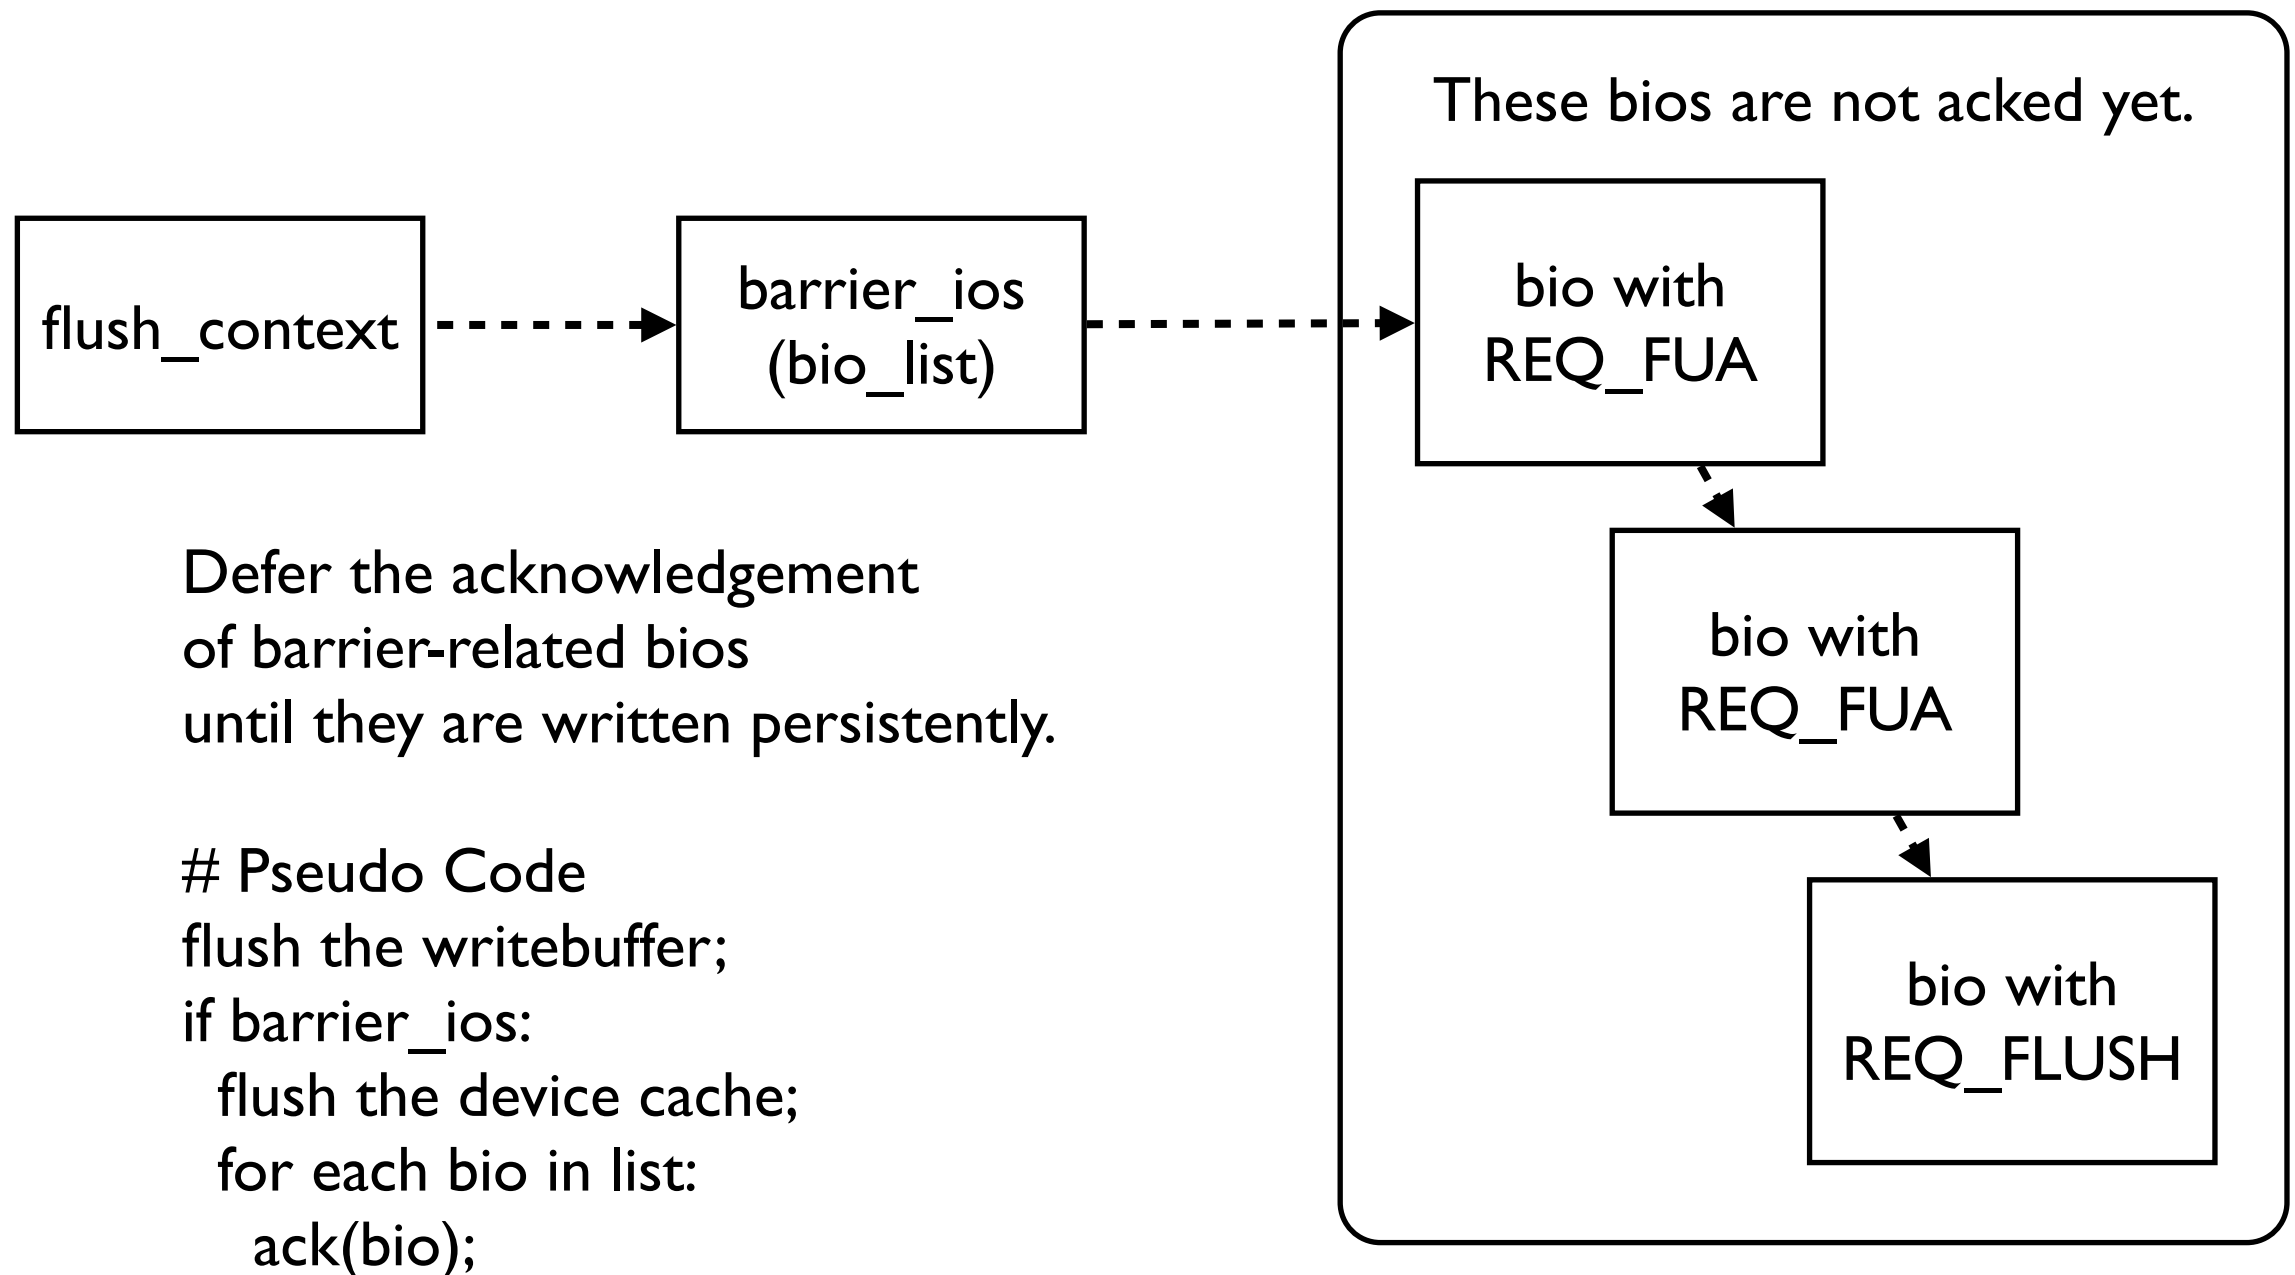 These bios are not acked yet.
flush_context
barrier_ios
(bio_list)
bio with
REQ_FUA
bio with
REQ_FUA
bio with
REQ_FLUSH
Defer the acknowledgement
of barrier-related bios
until they are written persistently.
# Pseudo Code
flush the writebuffer;
if barrier_ios:
flush the device cache;
for each bio in list:
ack(bio);